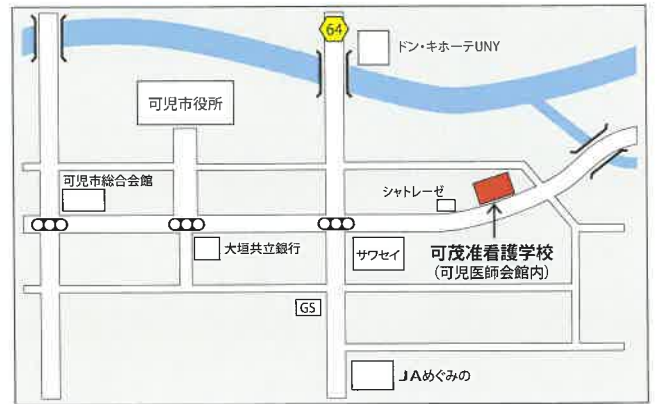 64
ドン・キホーテUNY
可児市役所
可児市総合会館
シャトレーゼ
大垣共立銀行
サワセイ
可茂准看護学校
(可児医師会館内)
GS
JAめぐみの